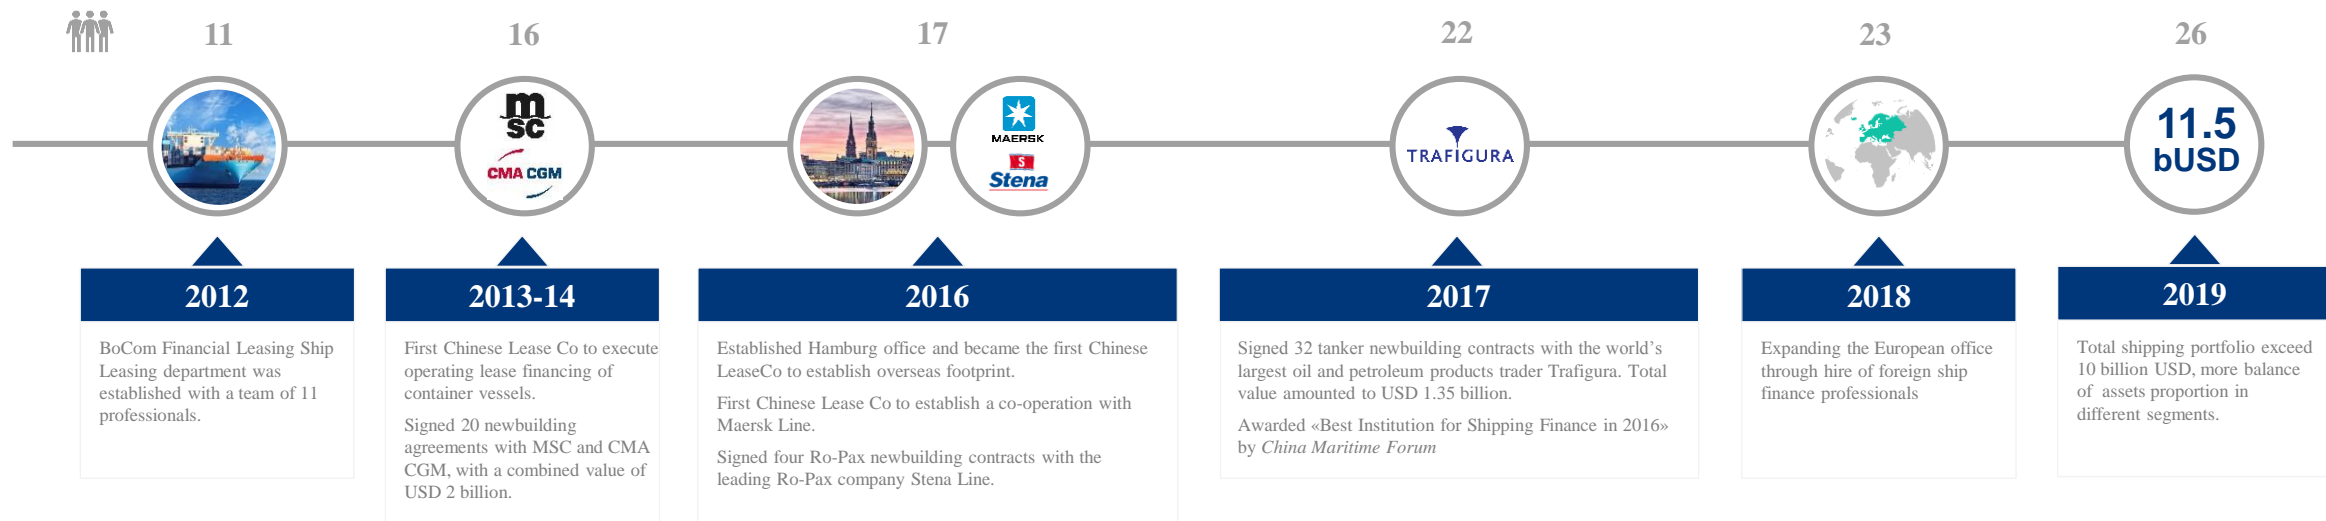 11
16
17
22
23
26
msc
CMA CGM
MAERSK
S
Stena
TRAFIGURA
11.5
bUSD
2012
BoCom Financial Leasing Ship
Leasing department was
established with a team of 11
professionals.
2013-14
First Chinese Lease Co to execute
operating lease financing of
container vessels.
Signed 20 newbuilding
agreements with MSC and CMA
CGM, with a combined value of
USD 2 billion.
2016
Established Hamburg office and became the first Chinese
LeaseCo to establish overseas footprint.
First Chinese Lease Co to establish a co-operation with
Maersk Line.
Signed four Ro-Pax newbuilding contracts with the
leading Ro-Pax company Stena Line.
2017
Signed 32 tanker newbuilding contracts with the world’s
largest oil and petroleum products trader Trafigura. Total
value amounted to USD 1.35 billion.
Awarded «Best Institution for Shipping Finance in 2016»
by China Maritime Forum
2018
Expanding the European office
through hire of foreign ship
finance professionals
2019
Total shipping portfolio exceed
10 billion USD, more balance
of assets proportion in
different segments.